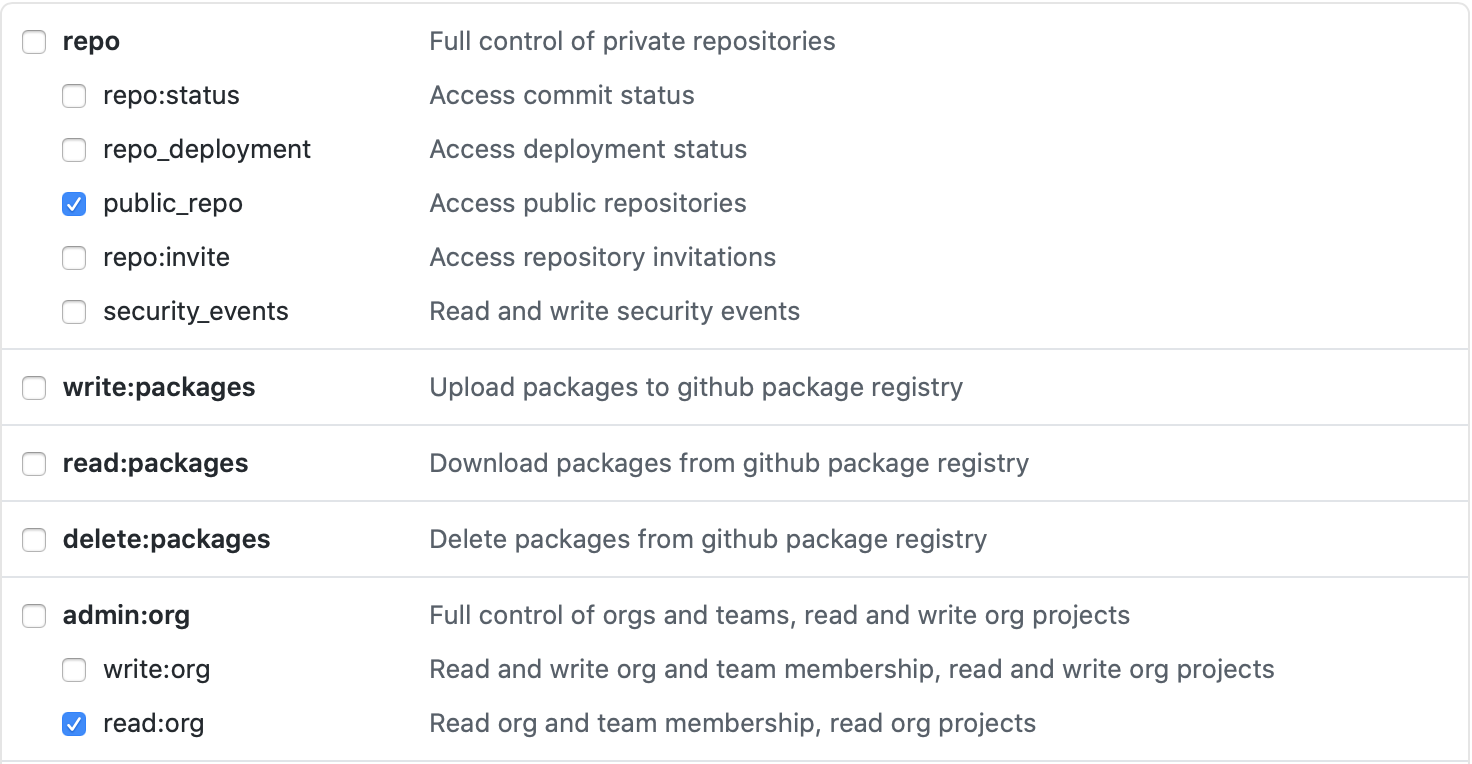 repo Full control of private repositories
repo:status Access commit status
repo_deployment Access deployment status
public_repo Access public repositories
repo:invite Access repository invitations
security_events Read and write security events
write:packages Upload packages to github package registry
read:packages Download packages from github package registry
delete:packages Delete packages from github package registry
admin:org Full control of orgs and teams, read and write org projects
write:org Read and write org and team membership, read and write org projects
read:org Read org and team membership, read org projects